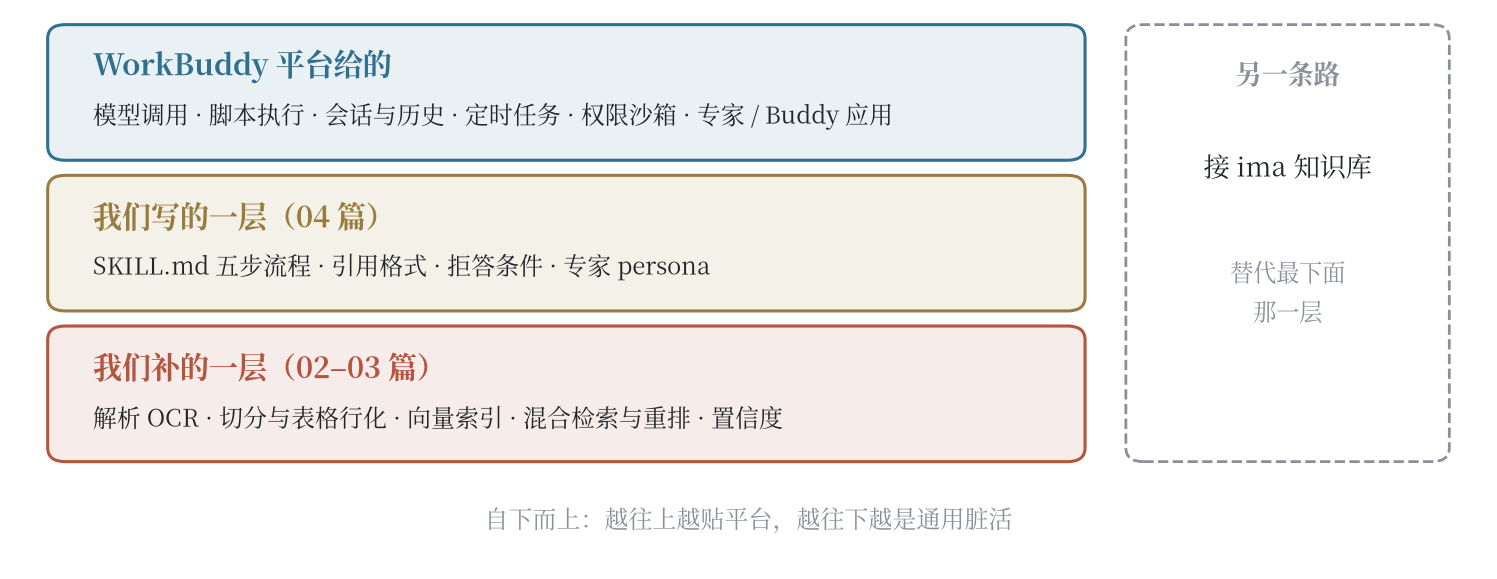 WorkBuddy 平台给的
模型调用 · 脚本执行 · 会话与历史 · 定时任务 · 权限沙箱 · 专家 / Buddy 应用
我们写的一层（04 篇）
SKILL.md 五步流程 · 引用格式 · 拒答条件 · 专家 persona
我们补的一层（02–03 篇）
解析 OCR · 切分与表格行化 · 向量索引 · 混合检索与重排 · 置信度
另一条路
接 ima 知识库
替代最下面
那一层
自下而上：越往上越贴平台，越往下越是通用脏活